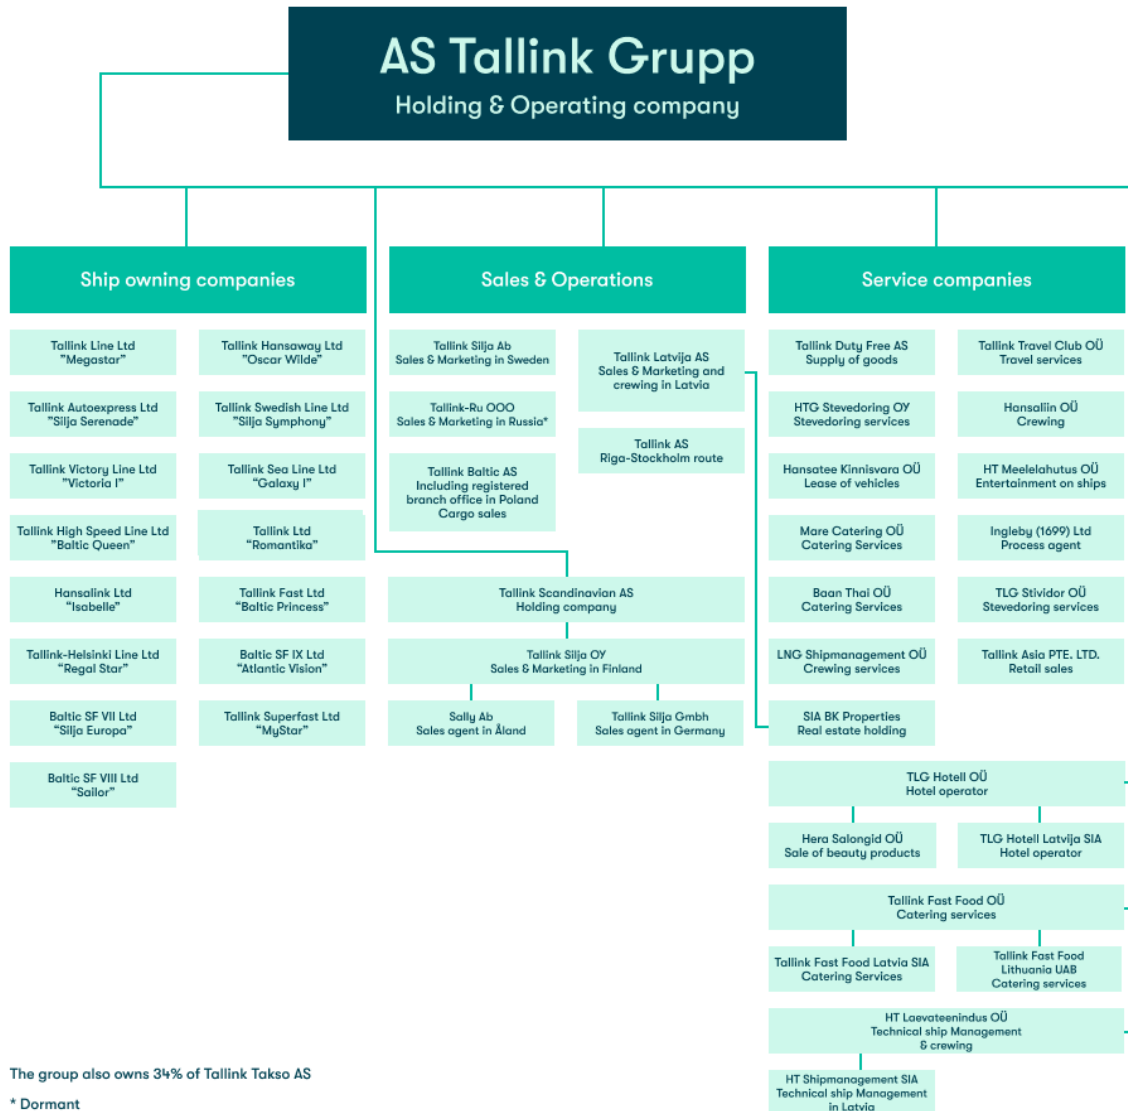 AS Tallink Grupp
Holding & Operating company
Ship owning companies
Tallink Line Ltd
"Megastar"
Tallink Hansaway Ltd
"Oscar Wilde"
Tallink Autoexpress Ltd
"Silja Serenade"
Tallink Swedish Line Ltd
"Silja Symphony"
Tallink Victory Line Ltd
"Victoria I"
Tallink Sea Line Ltd
"Galaxy I"
Tallink High Speed Line Ltd
"Baltic Queen"
Tallink Ltd
“Romantika”
Hansalink Ltd
“Isabelle”
Tallink Fast Ltd
“Baltic Princess”
Tallink-Helsinki Line Ltd
“Regal Star”
Baltic SF IX Ltd
“Atlantic Vision”
Baltic SF VII Ltd
“Silja Europa”
Tallink Superfast Ltd
“MyStar”
Baltic SF VIII Ltd
“Sailor”
Sales & Operations
Tallink Silja Ab
Sales & Marketing in Sweden
Tallink Latvija AS
Sales & Marketing and
crewing in Latvia
Tallink-Ru OOO
Sales & Marketing in Russia*
Tallink AS
Riga-Stockholm route
Tallink Baltic AS
Including registered
branch office in Poland
Cargo sales
Tallink Scandinavian AS
Holding company
Tallink Silja OY
Sales & Marketing in Finland
Sally Ab
Sales agent in Åland
Tallink Silja Gmbh
Sales agent in Germany
Service companies
Tallink Duty Free AS
Supply of goods
Tallink Travel Club OÜ
Travel services
HTG Stevedoring OY
Stevedoring services
Hansaliin OÜ
Crewing
Hansatee Kinnisvara OÜ
Lease of vehicles
HT Meelelahutus OÜ
Entertainment on ships
Mare Catering OÜ
Catering Services
Ingleby (1699) Ltd
Process agent
Baan Thai OÜ
Catering Services
TLG Stividor OÜ
Stevedoring services
LNG Shipmanagement OÜ
Crewing services
Tallink Asia PTE. LTD.
Retail sales
SIA BK Properties
Real estate holding
TLG Hotell OÜ
Hotel operator
Hera Salongid OÜ
Sale of beauty products
TLG Hotell Latvija SIA
Hotel operator
Tallink Fast Food OÜ
Catering services
Tallink Fast Food Latvia SIA
Catering Services
Tallink Fast Food
Lithuania UAB
Catering services
HT Laevateenindus OÜ
Technical ship Management
& crewing
HT Shipmanagement SIA
Technical ship Management
in Latvia
The group also owns 34% of Tallink Takso AS
* Dormant